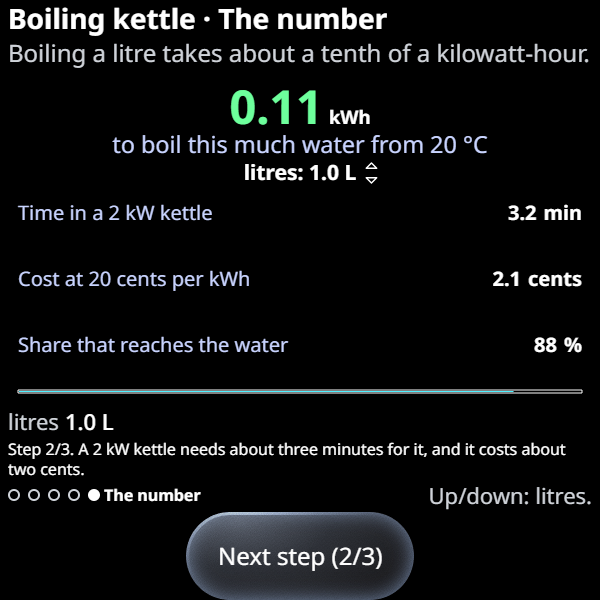 Boiling kettle · The number
Boiling a litre takes about a tenth of a kilowatt-hour.
0.11 kWh
to boil this much water from 20 °C
litres: 1.0 L
Time in a 2 kW kettle 3.2 min
Cost at 20 cents per kWh 2.1 cents
Share that reaches the water 88 %
litres 1.0 L
Step 2/3. A 2 kW kettle needs about three minutes for it, and it costs about
two cents.
The number Up/down: litres.
Next step (2/3)